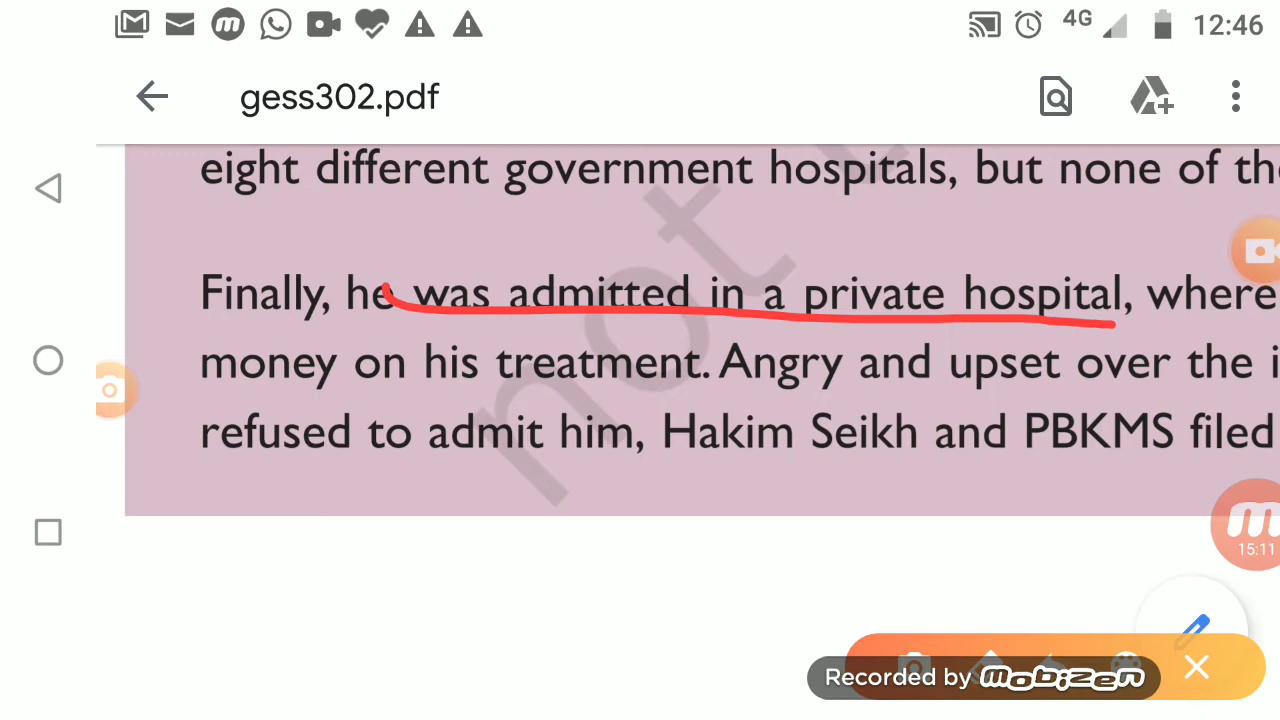 12:46
4G
gess302.pdf
eight different government hospitals, but none of
Finally, he was admitted in a private hospital, where
money on his treatment. Angry and upset over the
refused to admit him, Hakim Seikh and PBKMS filed
not
15:11
Recorded by mobizen